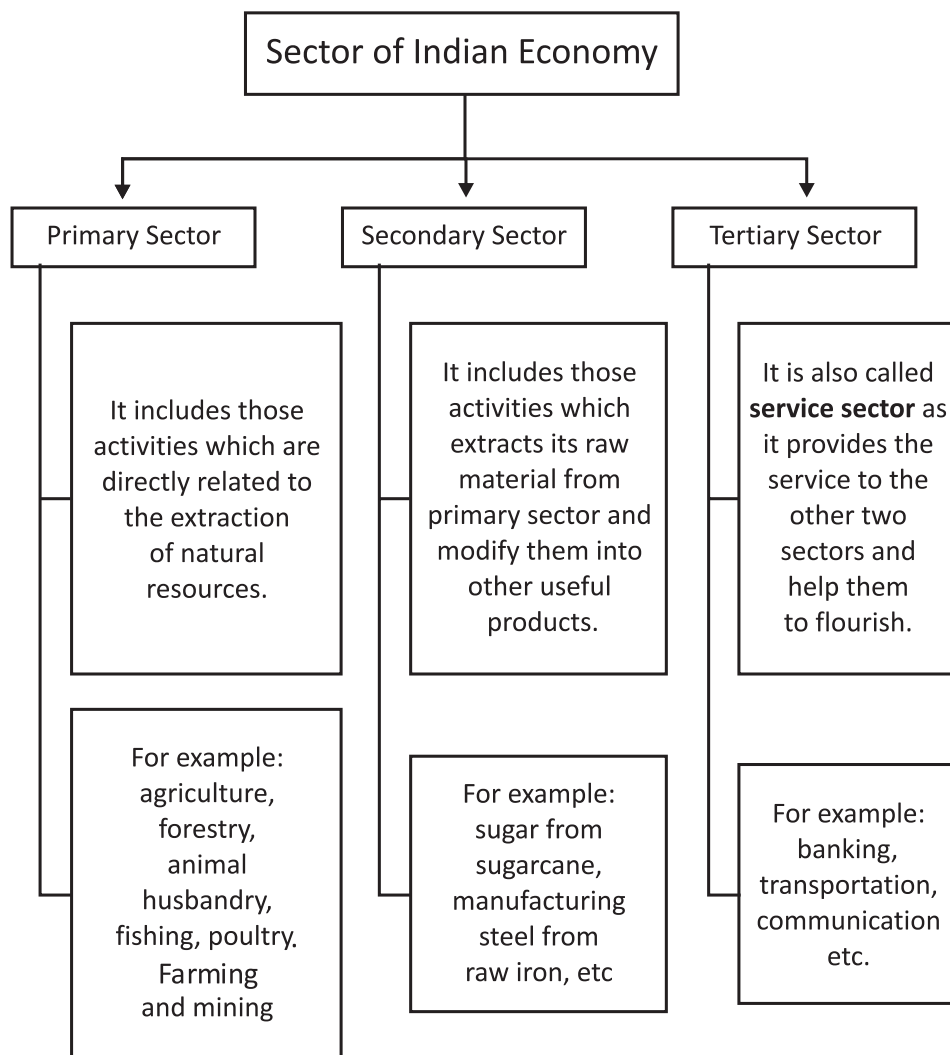 Sector of Indian Economy
Primary Sector
Secondary Sector
Tertiary Sector
It includes those
activities which are
directly related to
the extraction
of natural
resources.
It includes those
activities which
extracts its raw
material from
primary sector and
modify them into
other useful
products.
It is also called
service sector as
it provides the
service to the
other two
sectors and
help them
to flourish.
For example:
agriculture,
forestry,
animal
husbandry,
fishing, poultry.
Farming
and mining
For example:
sugar from
sugarcane,
manufacturing
steel from
raw iron, etc
For example:
banking,
transportation,
communication
etc.